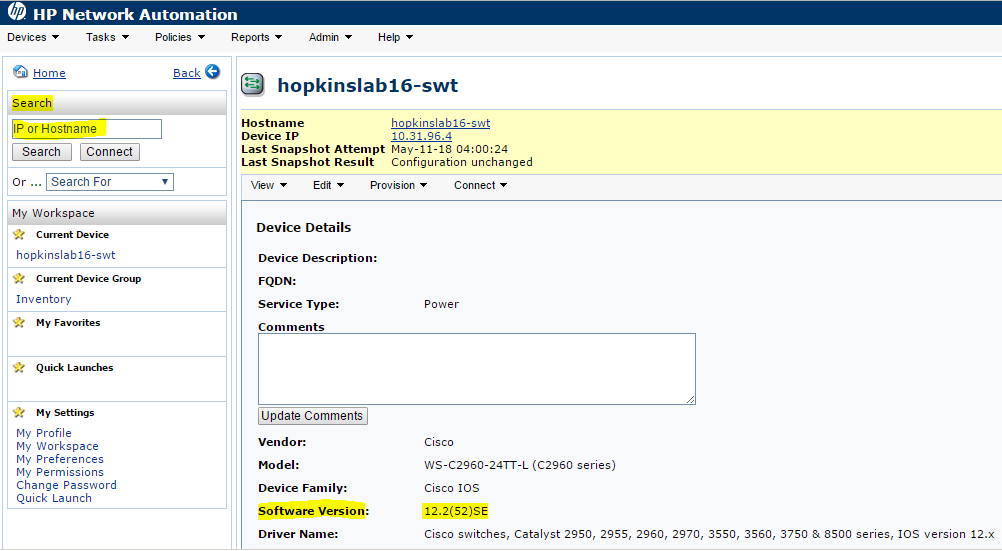 hp HP Network Automation
Devices Tasks Policies Reports Admin Help
Home Back
Search
IP or Hostname
Search Connect
Or ... Search For
My Workspace
Current Device
hopkinslab16-swt
Current Device Group
Inventory
My Favorites
Quick Launches
My Settings
My Profile
My Workspace
My Preferences
My Permissions
Change Password
Quick Launch
hopkinslab16-swt
Hostname hopkinslab16-swt
Device IP 10.31.96.4
Last Snapshot Attempt May-11-18 04:00:24
Last Snapshot Result Configuration unchanged
View Edit Provision Connect
Device Details
Device Description:
FQDN:
Service Type: Power
Comments
Update Comments
Vendor: Cisco
Model: WS-C2960-24TT-L (C2960 series)
Device Family: Cisco IOS
Software Version: 12.2(52)SE
Driver Name: Cisco switches, Catalyst 2950, 2955, 2960, 2970, 3550, 3560, 3750 & 8500 series, IOS version 12.x